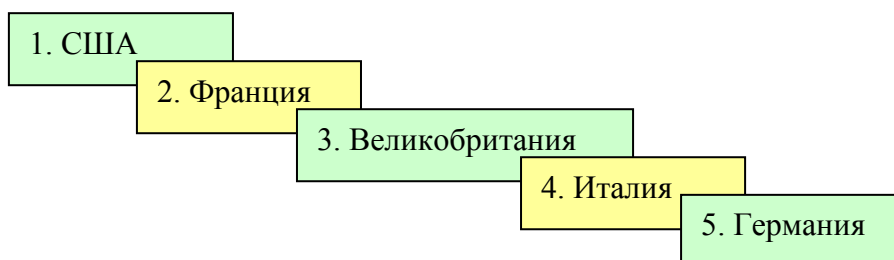 1. США
2. Франция
3. Великобритания
4. Италия
5. Германия